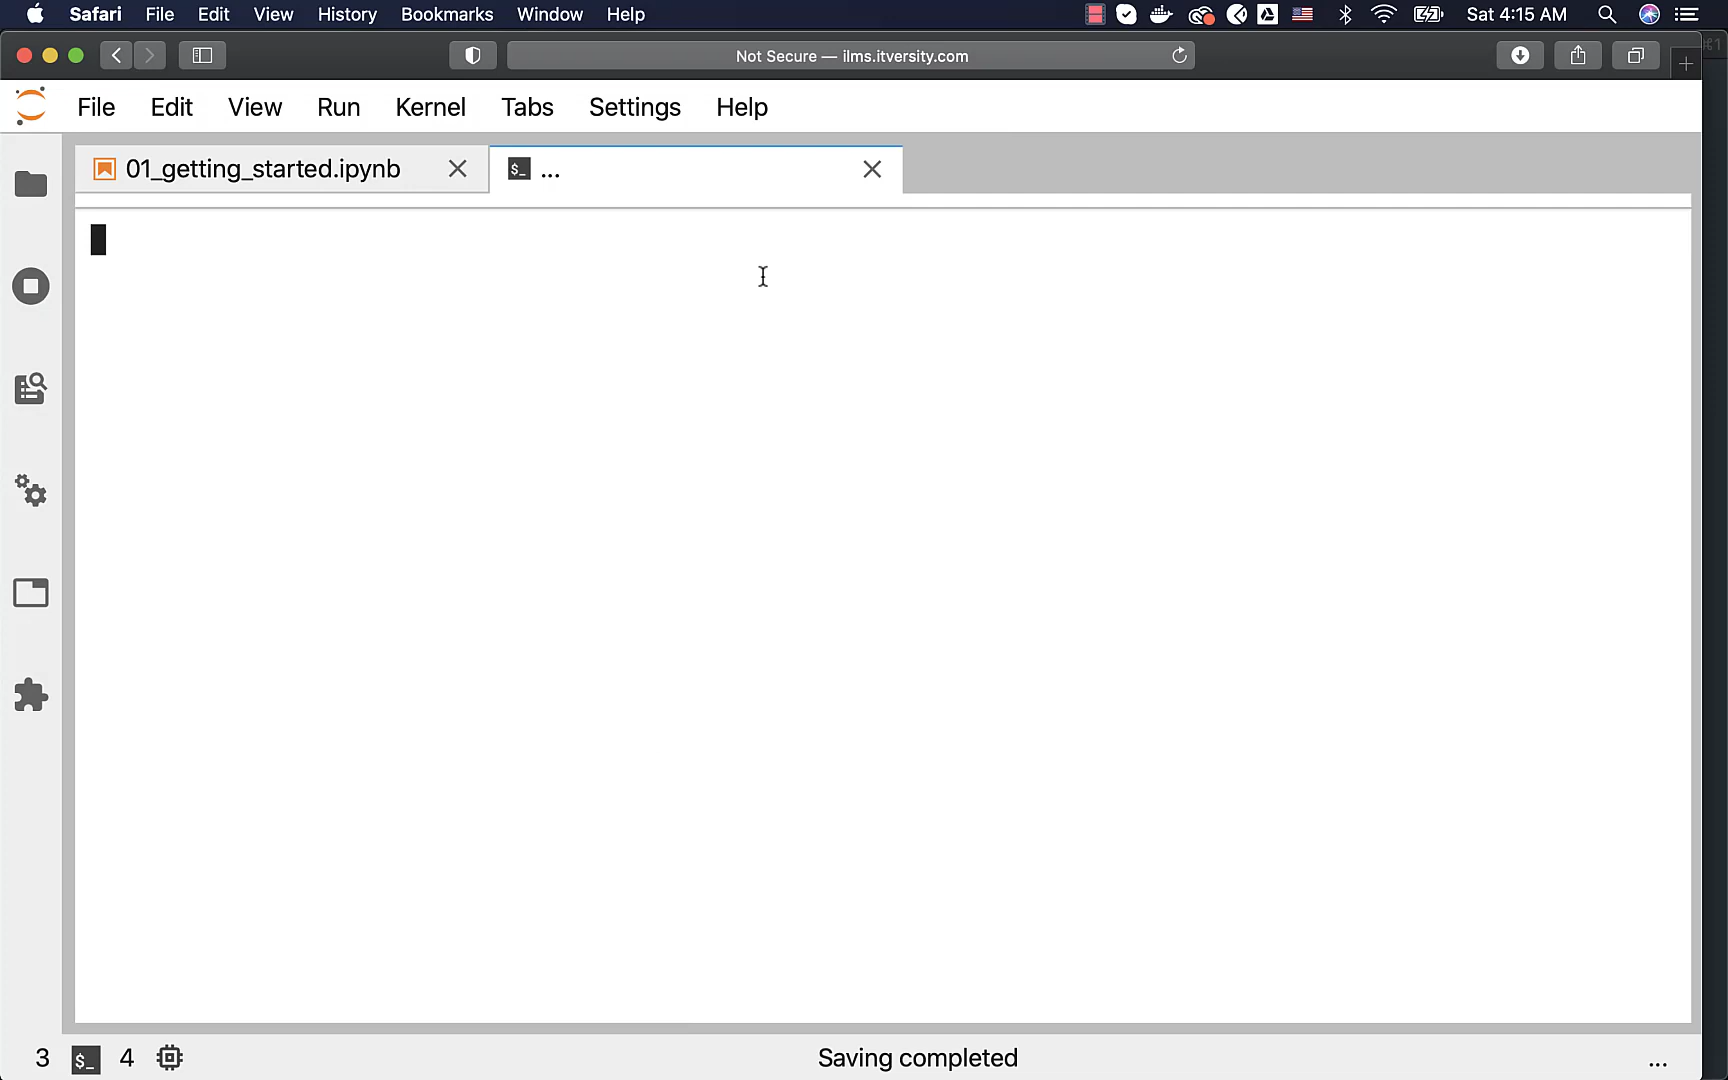 Safari File Edit View History Bookmarks Window Help Sat 4:15 AM
Not Secure — ilms.itversity.com
File Edit View Run Kernel Tabs Settings Help
01_getting_started.ipynb $_ ...
3 $_ 4 Saving completed ...